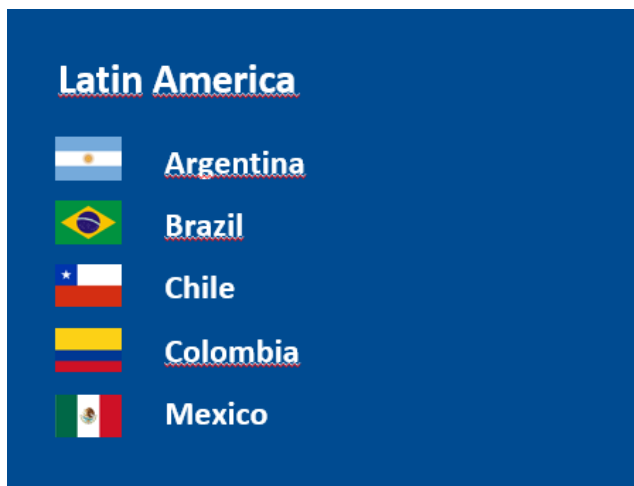 Latin America
Argentina
Brazil
Chile
Colombia
Mexico